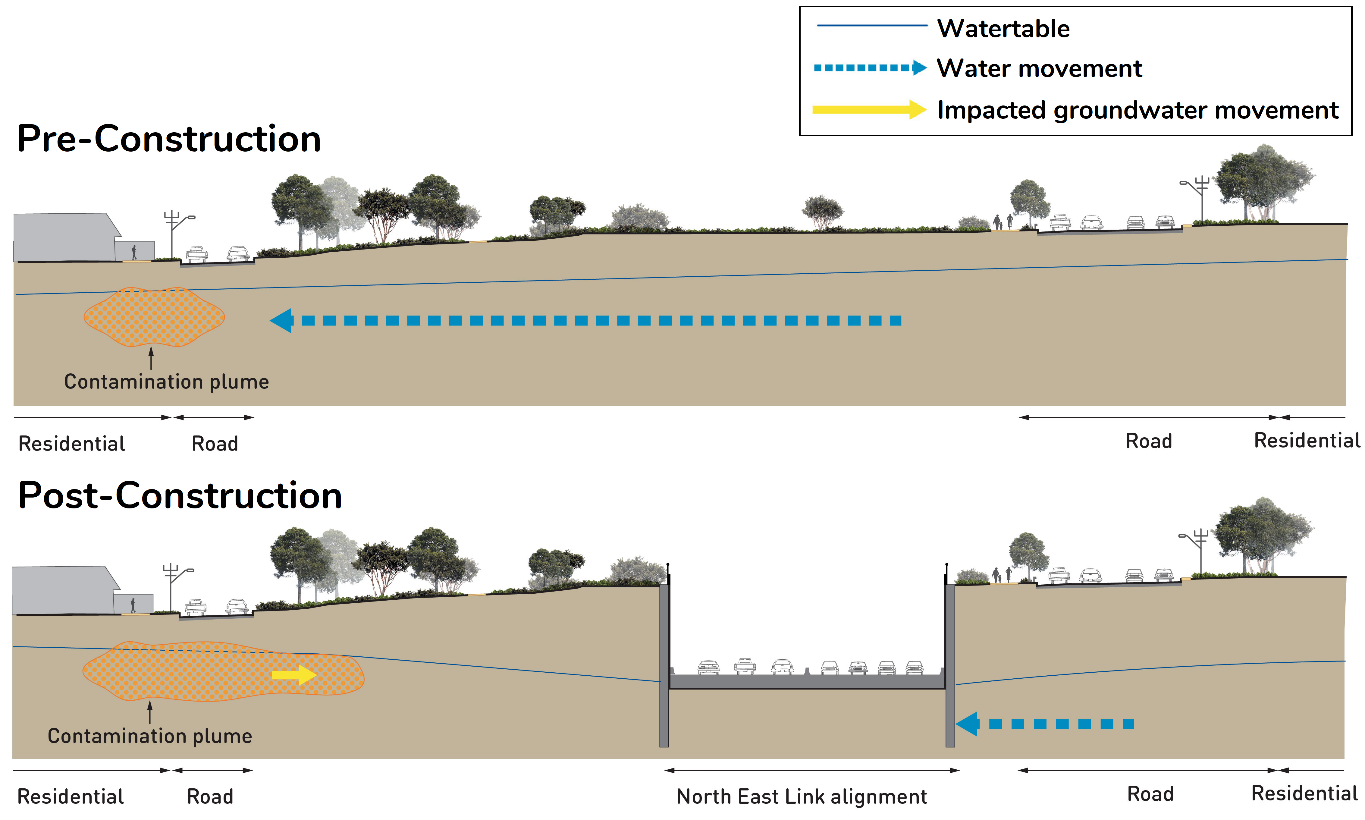 Watertable
Water movement
Impacted groundwater movement
Pre-Construction
Contamination plume
Residential
Road
Road
Residential
Post-Construction
Contamination plume
Residential
Road
North East Link alignment
Road
Residential